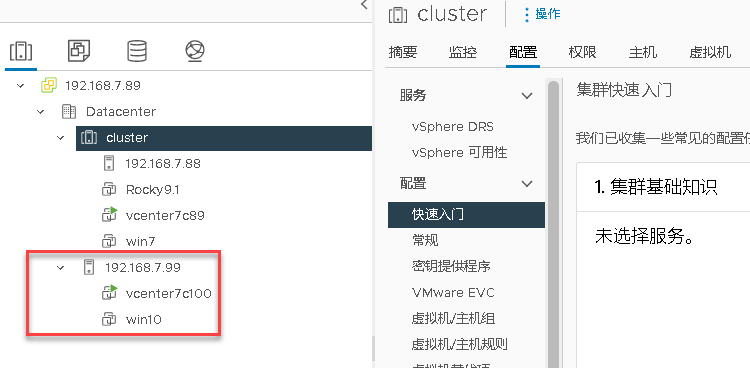 192.168.7.89
Datacenter
cluster
192.168.7.88
Rocky9.1
vcenter7c89
win7
192.168.7.99
vcenter7c100
win10
cluster
操作
摘要 监控 配置 权限 主机 虚拟机
服务
vSphere DRS
vSphere 可用性
配置
快速入门
常规
密钥提供程序
VMware EVC
虚拟机/主机组
虚拟机/主机规则
集群快速入门
我们已收集一些常见的配置任
1. 集群基础知识
未选择服务。